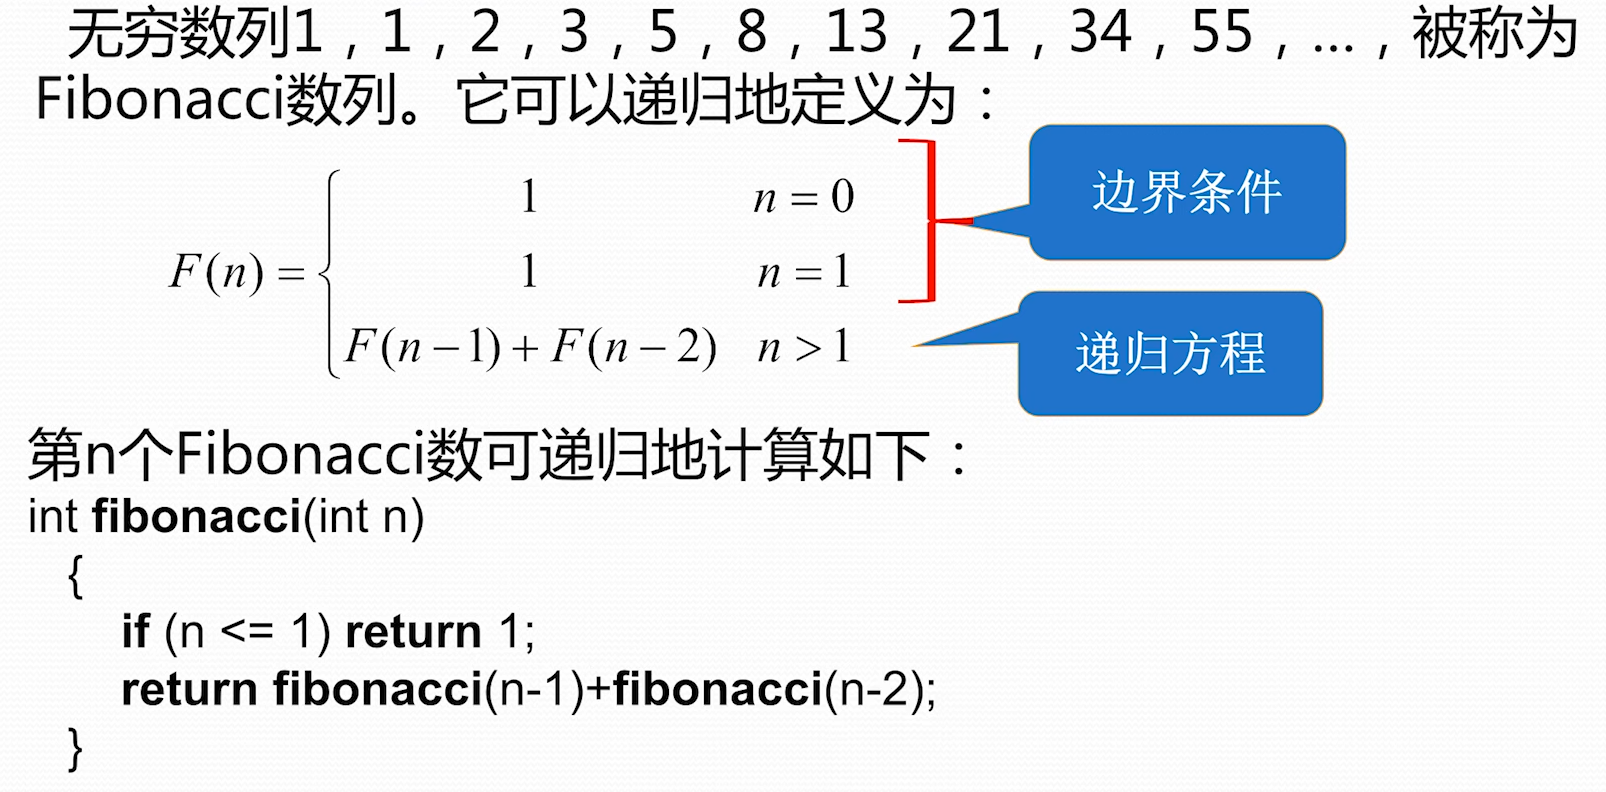 无穷数列1，1，2，3，5，8，13，21，34，55，…，被称为
Fibonacci数列。它可以递归地定义为：
边界条件
1 n = 0
F(n) = 1 n = 1
F(n − 1) + F(n − 2) n > 1
递归方程
第n个Fibonacci数可递归地计算如下：
int fibonacci(int n)
{
if (n <= 1) return 1;
return fibonacci(n-1)+fibonacci(n-2);
}